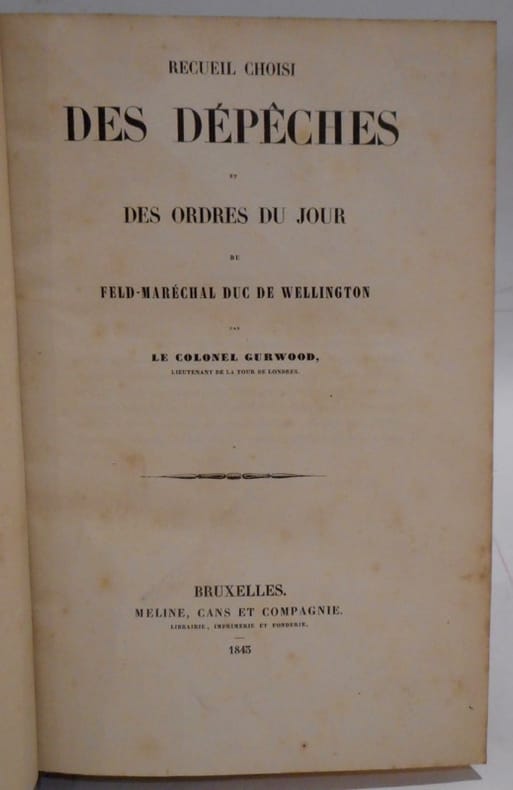 RECUEIL CHOISI
DES DÉPÊCHES
ET
DES ORDRES DU JOUR
DU
FELD-MARÉCHAL DUC DE WELLINGTON
PAR
LE COLONEL GURWOOD,
LIEUTENANT DE LA TOUR DE LONDRES.
BRUXELLES.
MELINE, CANS ET COMPAGNIE.
LIBRAIRIE, IMPRIMERIE ET FONDERIE.
1843